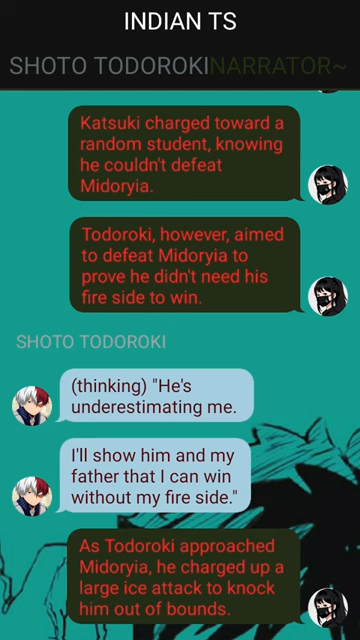 INDIAN TS
SHOTO TODOROKINARRATOR~
Katsuki charged toward a
random student, knowing
he couldn't defeat
Midoryia.
Todoroki, however, aimed
to defeat Midoryia to
prove he didn't need his
fire side to win.
SHOTO TODOROKI
(thinking) "He's
underestimating me.
I'll show him and my
father that I can win
without my fire side."
As Todoroki approached
Midoryia, he charged up a
large ice attack to knock
him out of bounds.